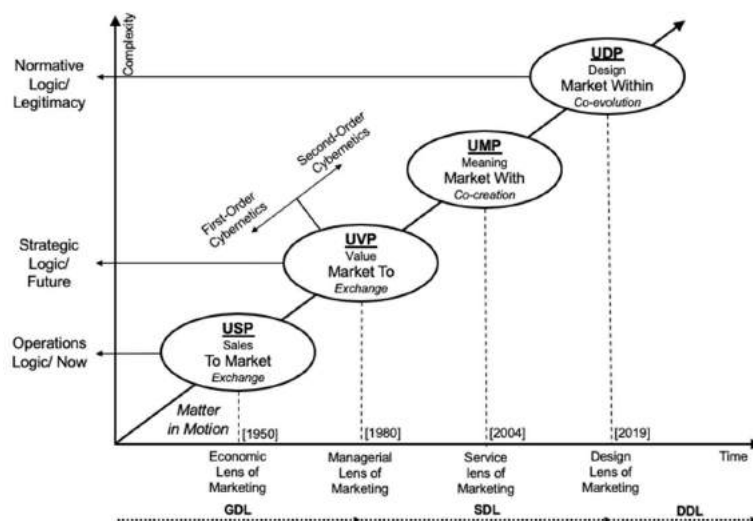 Complexity
Normative
Logic/
Legitimacy
UDP
Design
Market Within
Co-evolution
Second-Order
Cybernetics
First-Order
Cybernetics
UMP
Meaning
Market With
Co-creation
Strategic
Logic/
Future
UVP
Value
Market To
Exchange
Operations
Logic/ Now
USP
Sales
To Market
Exchange
Matter
in Motion
[1950]
[1980]
[2004]
[2019]
Economic
Lens of
Marketing
Managerial
Lens of
Marketing
Service
lens of
Marketing
Design
Lens of
Marketing
Time
GDL
SDL
DDL